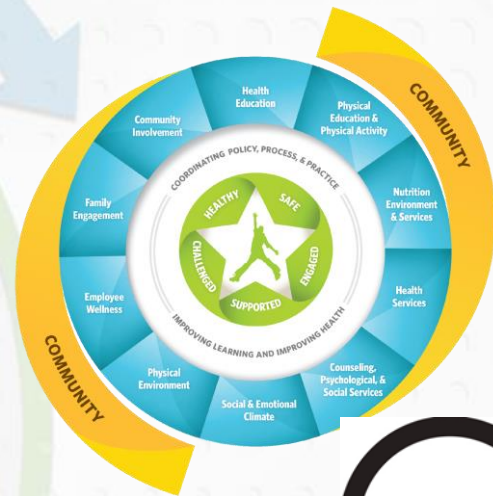 COMMUNITY
Health
Education
Physical
Education &
Physical Activity
Nutrition
Environment
& Services
Health
Services
Counseling,
Psychological, &
Social Services
Social & Emotional
Climate
Physical
Environment
Employee
Wellness
Family
Engagement
Community
Involvement
COORDINATING POLICY, PROCESS, & PRACTICE
IMPROVING LEARNING AND IMPROVING HEALTH
HEALTHY
SAFE
ENGAGED
SUPPORTED
CHALLENGED
COMMUNITY